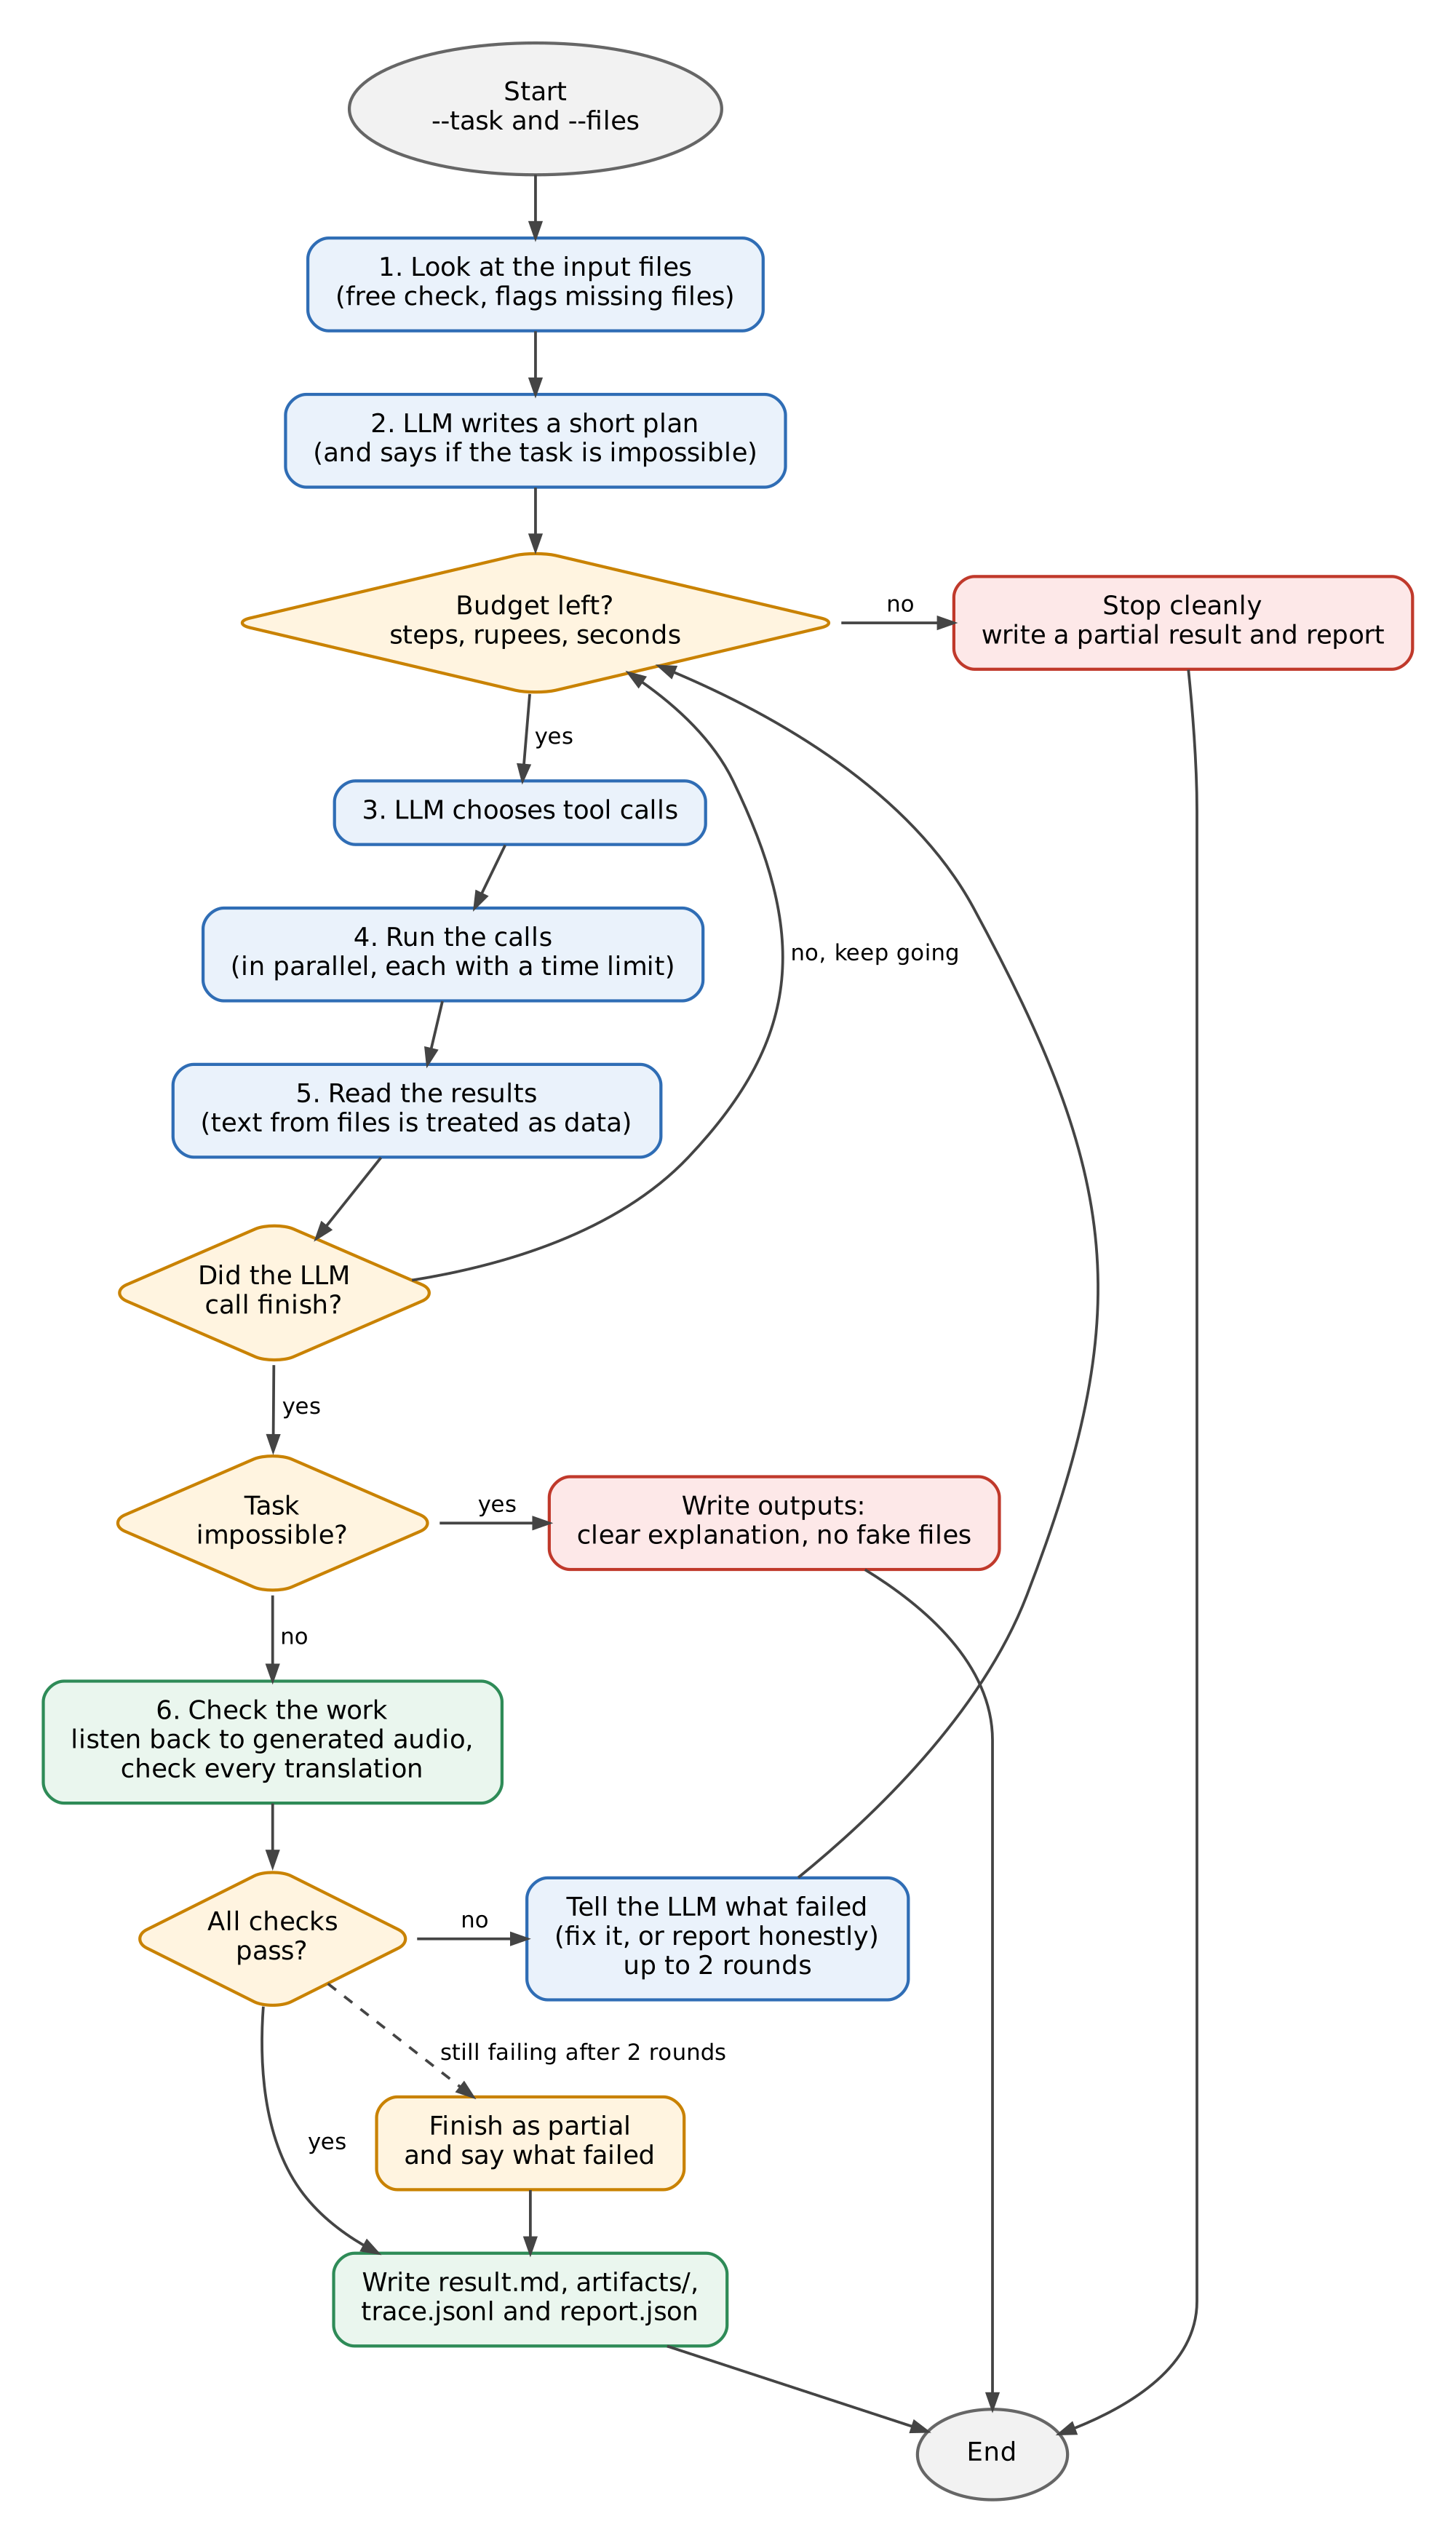 Start
--task and --files
1. Look at the input files
(free check, flags missing files)
2. LLM writes a short plan
(and says if the task is impossible)
Budget left?
steps, rupees, seconds
no
Stop cleanly
write a partial result and report
yes
3. LLM chooses tool calls
4. Run the calls
(in parallel, each with a time limit)
no, keep going
5. Read the results
(text from files is treated as data)
Did the LLM
call finish?
yes
Task
impossible?
yes
Write outputs:
clear explanation, no fake files
no
6. Check the work
listen back to generated audio,
check every translation
All checks
pass?
no
Tell the LLM what failed
(fix it, or report honestly)
up to 2 rounds
still failing after 2 rounds
yes
Finish as partial
and say what failed
Write result.md, artifacts/,
trace.jsonl and report.json
End